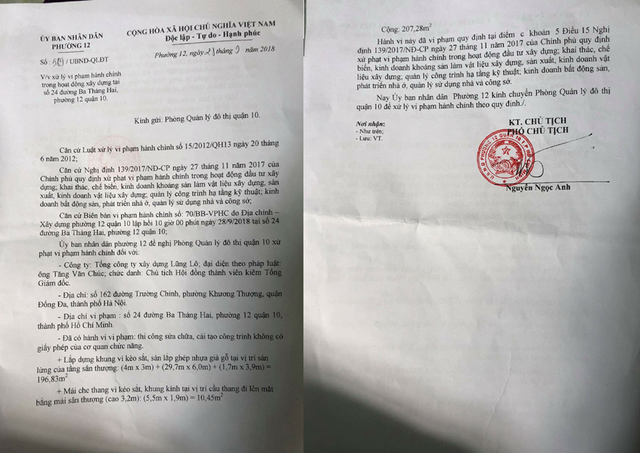 ỦY BAN NHÂN DÂN
PHƯỜNG 12
CỘNG HÒA XÃ HỘI CHỦ NGHĨA VIỆT NAM
Độc lập - Tự do - Hạnh phúc
Số: /UBND-QLĐT
Phường 12, ngày tháng 2018
V/v xử lý vi phạm hành chính
trong hoạt động xây dựng tại
số 24 đường Ba Tháng Hai,
phường 12 quận 10.
Kính gửi: Phòng Quản lý đô thị quận 10.
Căn cứ Luật xử lý vi phạm hành chính số 15/2012/QH13 ngày 20 tháng
6 năm 2012;
Căn cứ Nghị định 139/2017/NĐ-CP ngày 27 tháng 11 năm 2017 của
Chính phủ quy định xử phạt vi phạm hành chính trong hoạt động đầu tư xây
dựng; khai thác, chế biến, kinh doanh khoáng sản làm vật liệu xây dựng, sản
xuất, kinh doanh vật liệu xây dựng; quản lý công trình hạ tầng kỹ thuật; kinh
doanh bất động sản, phát triển nhà ở, quản lý sử dụng nhà và công sở;
Căn cứ Biên bản vi phạm hành chính số: 70/BB-VPHC do Địa chính –
Xây dựng phường 12 quận 10 lập hồi 10 giờ 00 phút ngày 28/9/2018 tại số 24
đường Ba Tháng Hai, phường 12 quận 10;
Ủy ban nhân dân phường 12 đề nghị Phòng Quản lý đô thị quận 10 xử
phạt vi phạm hành chính đối với:
- Công ty: Tổng công ty xây dựng Lũng Lô; đại diện theo pháp luật:
ông Tăng Văn Chúc; chức danh: Chủ tịch Hội đồng thành viên kiêm Tổng
Giám đốc.
- Địa chỉ: số 162 đường Trường Chinh, phường Khương Thượng, quận
Đống Đa, thành phố Hà Nội.
- Địa chỉ vi phạm : số 24 đường Ba Tháng Hai, phường 12 quận 10,
thành phố Hồ Chí Minh
- Đã có hành vi vi phạm: thi công sửa chữa, cải tạo công trình không có
giấy phép của cơ quan chức năng.
+ Lắp dựng khung vì kèo sắt, sàn lắp ghép nhựa giả gỗ tại vị trí sàn
lửng của tầng sân thượng: (4m x 3m) + (29,7m x 6,0m) + (1,7m x 3,9m) =
196,83m²
+ Mái che thang vì kèo sắt, khung kính tại vị trí cầu thang đi lên mặt
bằng mái sân thượng (cao 3,2m): (5,5m x 1,9m) = 10,45m²
Cộng: 207,28m²
Hành vi này đã vi phạm quy định tại điểm c khoản 5 Điều 15 Nghị
định 139/2017/NĐ-CP ngày 27 tháng 11 năm 2017 của Chính phủ quy định
xử phạt vi phạm hành chính trong hoạt động đầu tư xây dựng; khai thác, chế
biến, kinh doanh khoáng sản làm vật liệu xây dựng, sản xuất, kinh doanh vật
liệu xây dựng; quản lý công trình hạ tầng kỹ thuật; kinh doanh bất động sản,
phát triển nhà ở, quản lý sử dụng nhà và công sở.
Nay Ủy ban nhân dân Phường 12 kính chuyển Phòng Quản lý đô thị
quận 10 để xử lý vi phạm hành chính theo quy định./.
Nơi nhận:
- Như trên;
- Lưu: VT.
KT. CHỦ TỊCH
PHÓ CHỦ TỊCH
Nguyễn Ngọc Anh